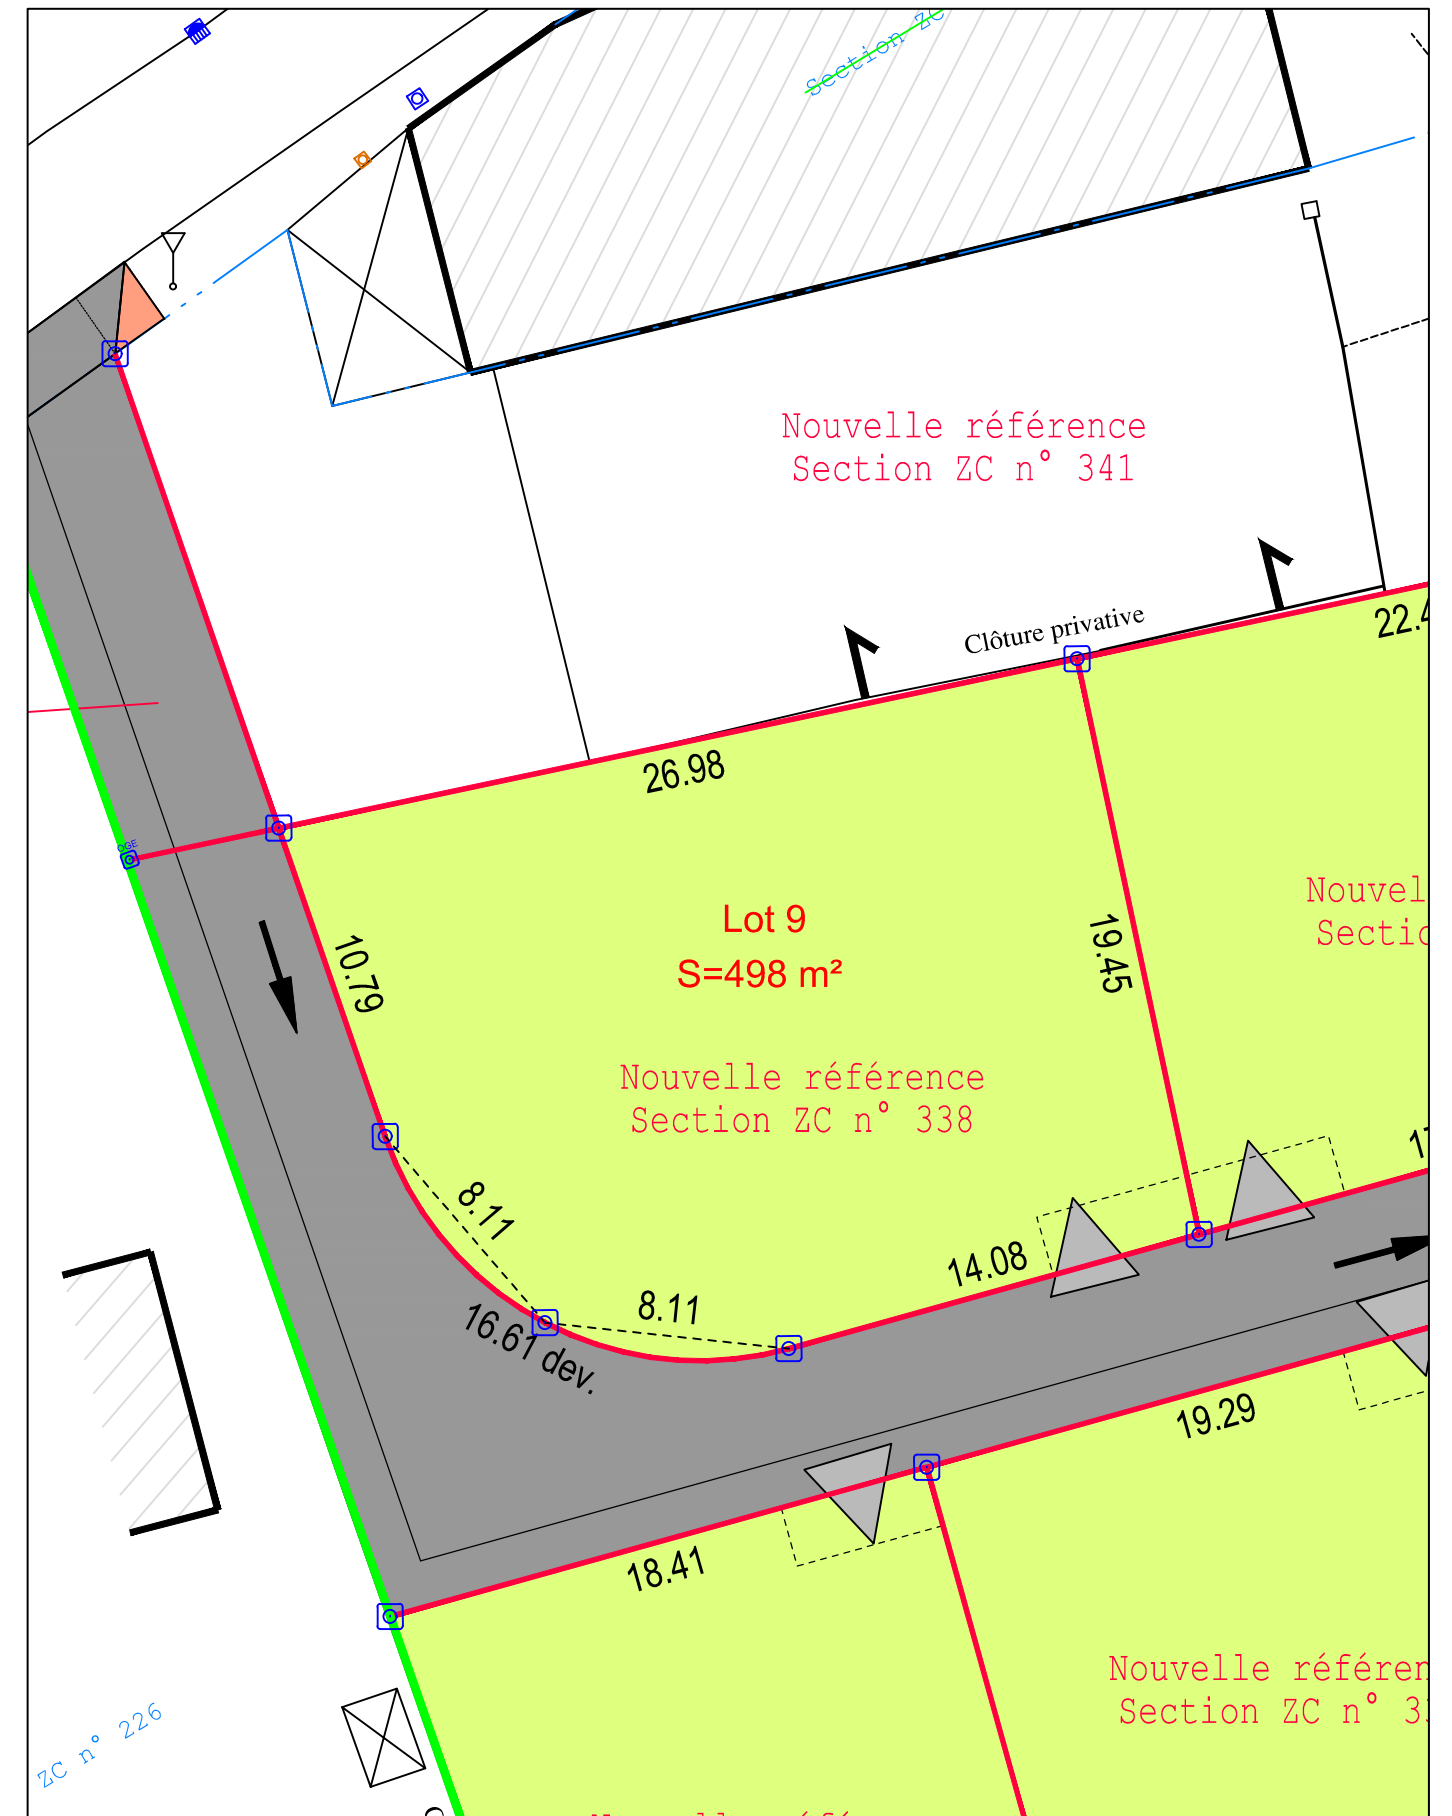 Section ZC
Nouvelle référence
Section ZC n° 341
Clôture privative
22.4
26.98
OGE
Lot 9
S=498 m²
10.79
19.45
Nouvel
Sectio
Nouvelle référence
Section ZC n° 338
8.11
8.11
14.08
16.61 dev.
19.29
18.41
Nouvelle référen
Section ZC n° 3
ZC n° 226